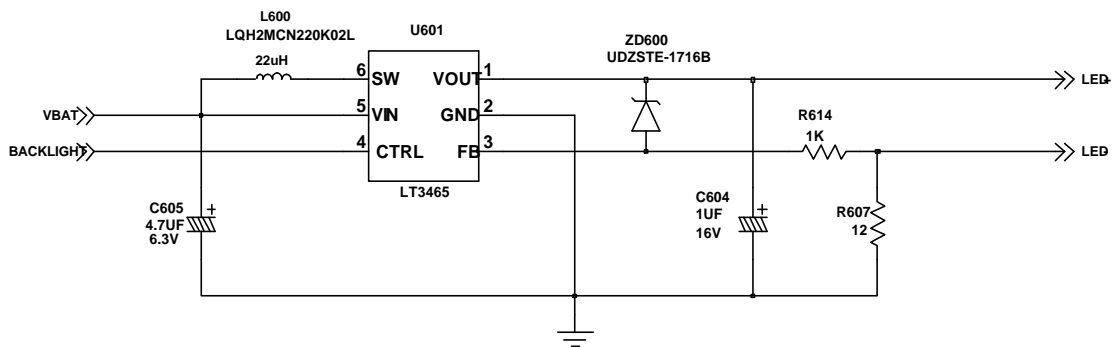 L600
LQH2MCN220K02L
22uH
U601
LT3465
6 SW
5 VIN
4 CTRL
VOUT 1
GND 2
FB 3
ZD600
UDZSTE-1716B
VBAT
BACKLIGHT
C605
4.7UF
6.3V
+
R614
1K
C604
1UF
16V
+
R607
12
LED+
LED-